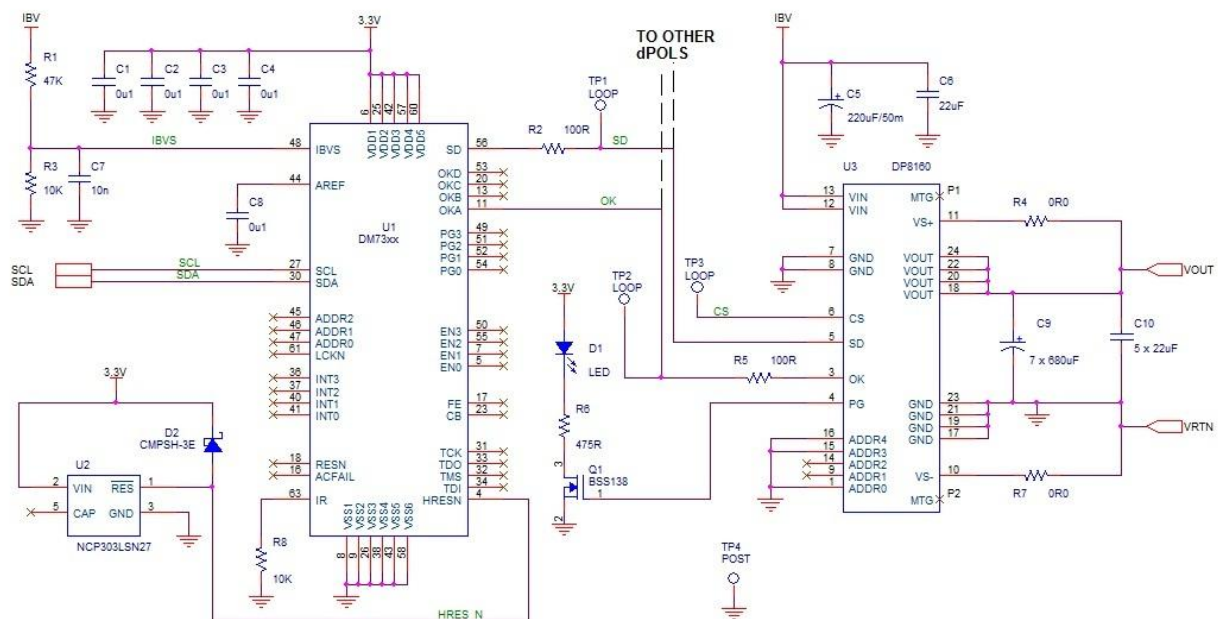 IBV
3.3V
TO OTHER
dPOLS
IBV
R1
47K
C1
0u1
C2
0u1
C3
0u1
C4
0u1
TP1
LOOP
C5
220uF/50m
C6
22uF
6
25
42
57
60
VDD1
VDD2
VDD3
VDD4
VDD5
R2
100R
SD
U3
DP8160
IBVS
48
IBVS
SD
56
R3
10K
C7
10n
44
AREF
C8
0u1
OKD
53
OKC
20
OKB
13
OKA
11
OK
U1
DM73xx
PG3
49
PG2
51
PG1
52
PG0
54
SCL
SDA
SCL
SDA
27
SCL
30
SDA
45
ADDR2
46
ADDR1
47
ADDR0
61
LCKN
EN3
50
EN2
55
EN1
7
EN0
5
36
INT3
37
INT2
40
INT1
41
INT0
FE
17
CB
23
TCK
31
TDO
33
TMS
32
TDI
34
HRESN
4
18
RESN
16
ACFAIL
63
IR
VSS1
VSS2
VSS3
VSS4
VSS5
VSS6
8
9
26
38
43
58
R8
10K
HRES_N
3.3V
D2
CMPSH-3E
U2
2
VIN
RES
1
5
CAP
GND
3
NCP303LSN27
TP2
LOOP
TP3
LOOP
CS
3.3V
D1
LED
R6
475R
R5
100R
3
Q1
BSS138
1
2
TP4
POST
13
VIN
12
VIN
MTG
P1
VS+
11
R4
0R0
7
GND
8
GND
VOUT
24
VOUT
22
VOUT
20
VOUT
18
VOUT
6
CS
5
SD
3
OK
4
PG
C9
7 x 680uF
C10
5 x 22uF
GND
23
GND
21
GND
19
GND
17
VRTN
16
ADDR4
15
ADDR3
14
ADDR2
9
ADDR1
1
ADDR0
VS-
10
R7
0R0
MTG
P2